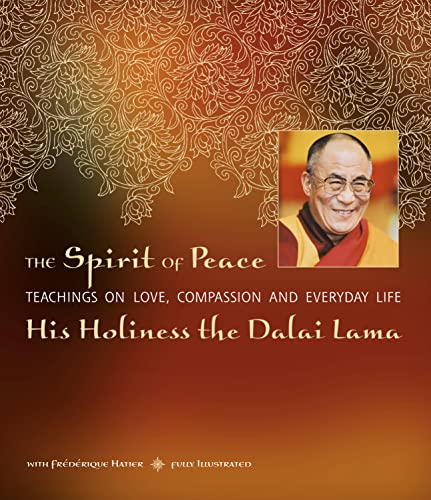 THE Spirit OF Peace
TEACHINGS ON LOVE, COMPASSION AND EVERYDAY LIFE
His Holiness the Dalai Lama
WITH FRÉDÉRIQUE HATIER FULLY ILLUSTRATED